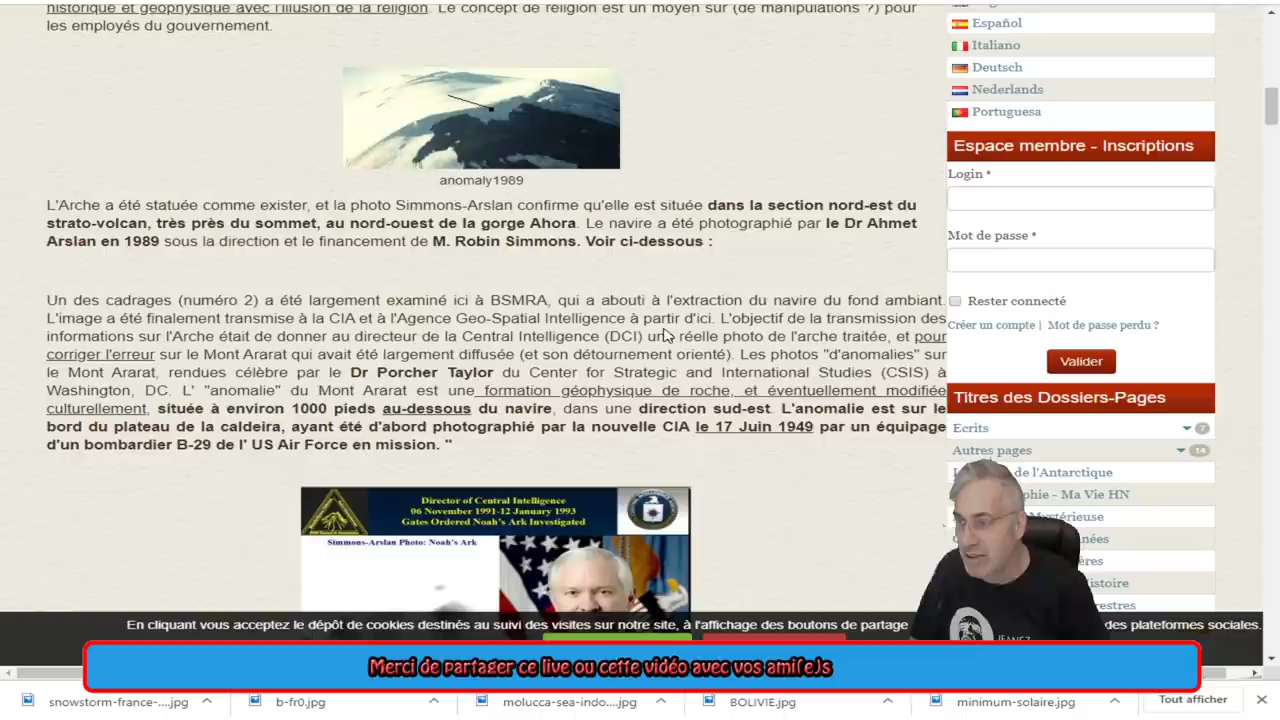 historique et géophysique avec l'illusion de la religion. Le concept de religion est un moyen sur (de manipulations ?) pour
les employés du gouvernement.
anomaly1989
L'Arche a été statuée comme exister, et la photo Simmons-Arslan confirme qu'elle est située dans la section nord-est du
strato-volcan, très près du sommet, au nord-ouest de la gorge Ahora. Le navire a été photographié par le Dr Ahmet
Arslan en 1989 sous la direction et le financement de M. Robin Simmons. Voir ci-dessous :
Un des cadrages (numéro 2) a été largement examiné ici à BSMRA, qui a abouti à l'extraction du navire du fond ambiant.
L'image a été finalement transmise à la CIA et à l'Agence Geo-Spatial Intelligence à partir d'ici. L'objectif de la transmission des
informations sur l'Arche était de donner au directeur de la Central Intelligence (DCI) une réelle photo de l'arche traitée, et pour
corriger l'erreur sur le Mont Ararat qui avait été largement diffusée (et son détournement orienté). Les photos "d'anomalies" sur
le Mont Ararat, rendues célèbre par le Dr Porcher Taylor du Center for Strategic and International Studies (CSIS) à
Washington, DC. L' "anomalie" du Mont Ararat est une formation géophysique de roche, et éventuellement modifiée
culturellement, située à environ 1000 pieds au-dessous du navire, dans une direction sud-est. L'anomalie est sur le
bord du plateau de la caldeira, ayant été d'abord photographié par la nouvelle CIA le 17 Juin 1949 par un équipage
d'un bombardier B-29 de l' US Air Force en mission. "
Director of Central Intelligence
06 November 1991-12 January 1993
Gates Ordered Noah's Ark Investigated
Simmons-Arslan Photo: Noah's Ark
Español
Italiano
Deutsch
Nederlands
Portuguesa
Espace membre - Inscriptions
Login *
Mot de passe *
Rester connecté
Créer un compte | Mot de passe perdu ?
Valider
Titres des Dossiers-Pages
Ecrits 7
Autres pages 14
de l'Antarctique
phie - Ma Vie HN
Mystérieuse
nées
ères
Histoire
restres
En cliquant vous acceptez le dépôt de cookies destinés au suivi des visites sur notre site, à l'affichage des boutons de partage des plateformes sociales.
Merci de partager ce live ou cette vidéo avec vos ami(e)s
snowstorm-france-....jpg
b-fr0.jpg
molucca-sea-indo....jpg
BOLIVIE.jpg
minimum-solaire.jpg
Tout afficher